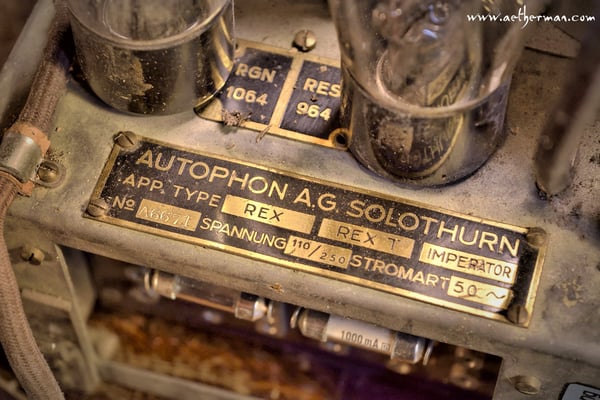 www.aetherman.com
RGN RES
1064 964
AUTOPHON A.G. SOLOTHURN
APP. TYPE REX REX T IMPERATOR
No SPANNUNG 110/250 STROMART 50 ~
1000 mA